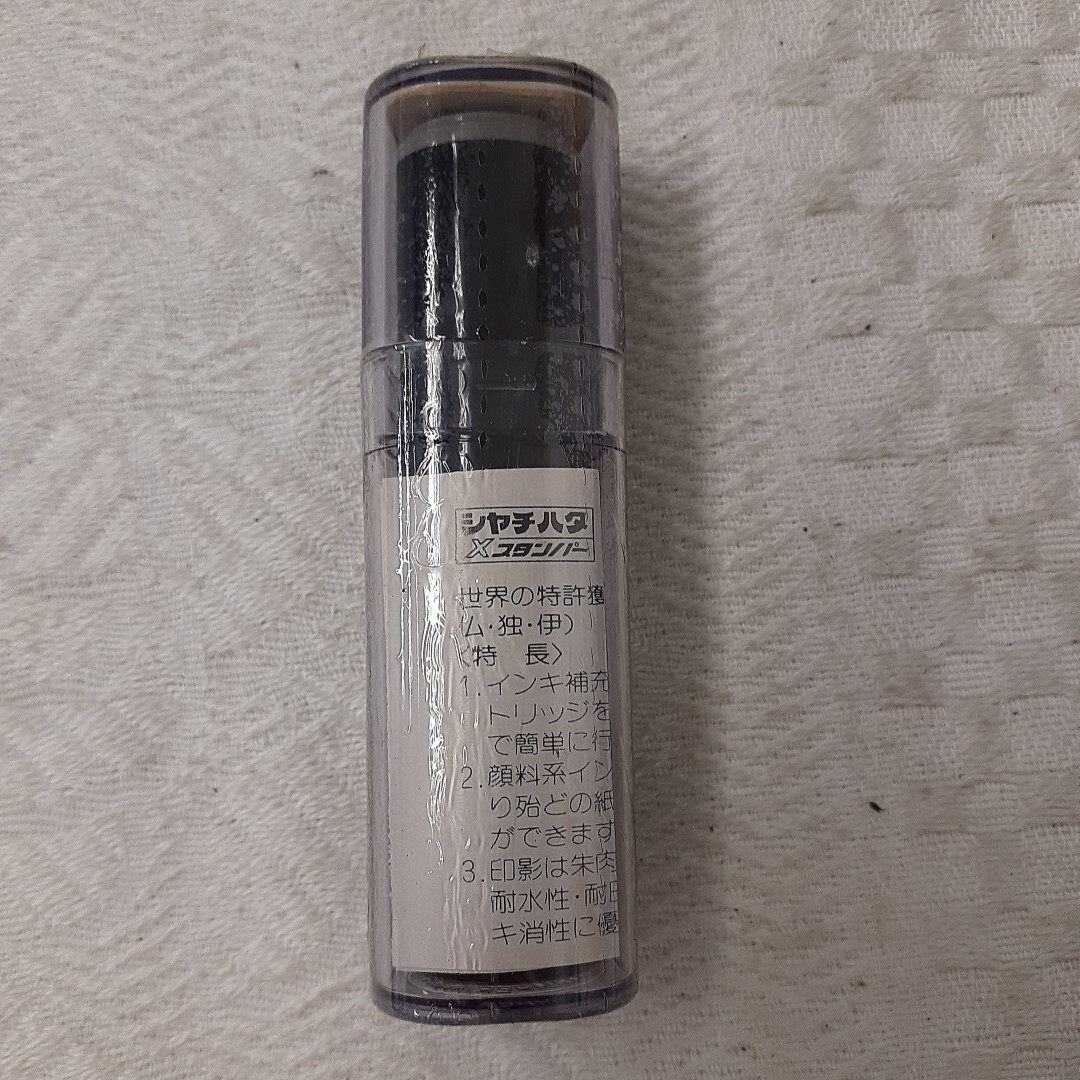 シヤチハタ
Xスタンパー
世界の特許獲
仏・独・伊)
〈特 長〉
1.インキ補充
トリッジを
で簡単に行
2.顔料系イン
り殆どの紙
ができます
3.印影は朱肉
耐水性・耐日
キ消性に優